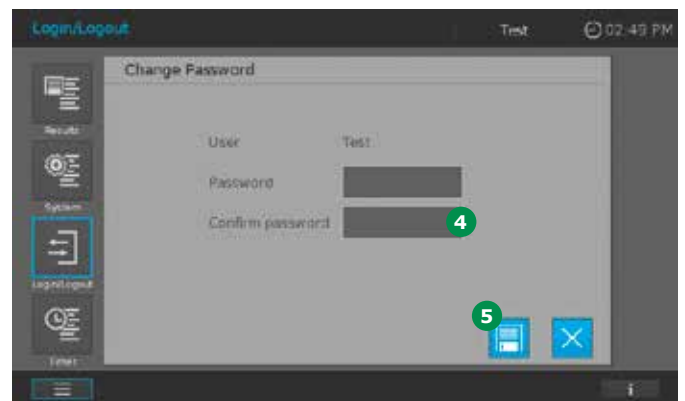 Login/Logout Test 02:49 PM
Change Password
Results
User Test
Password
System
Confirm password 4
Login/Logout
5
Timer
i